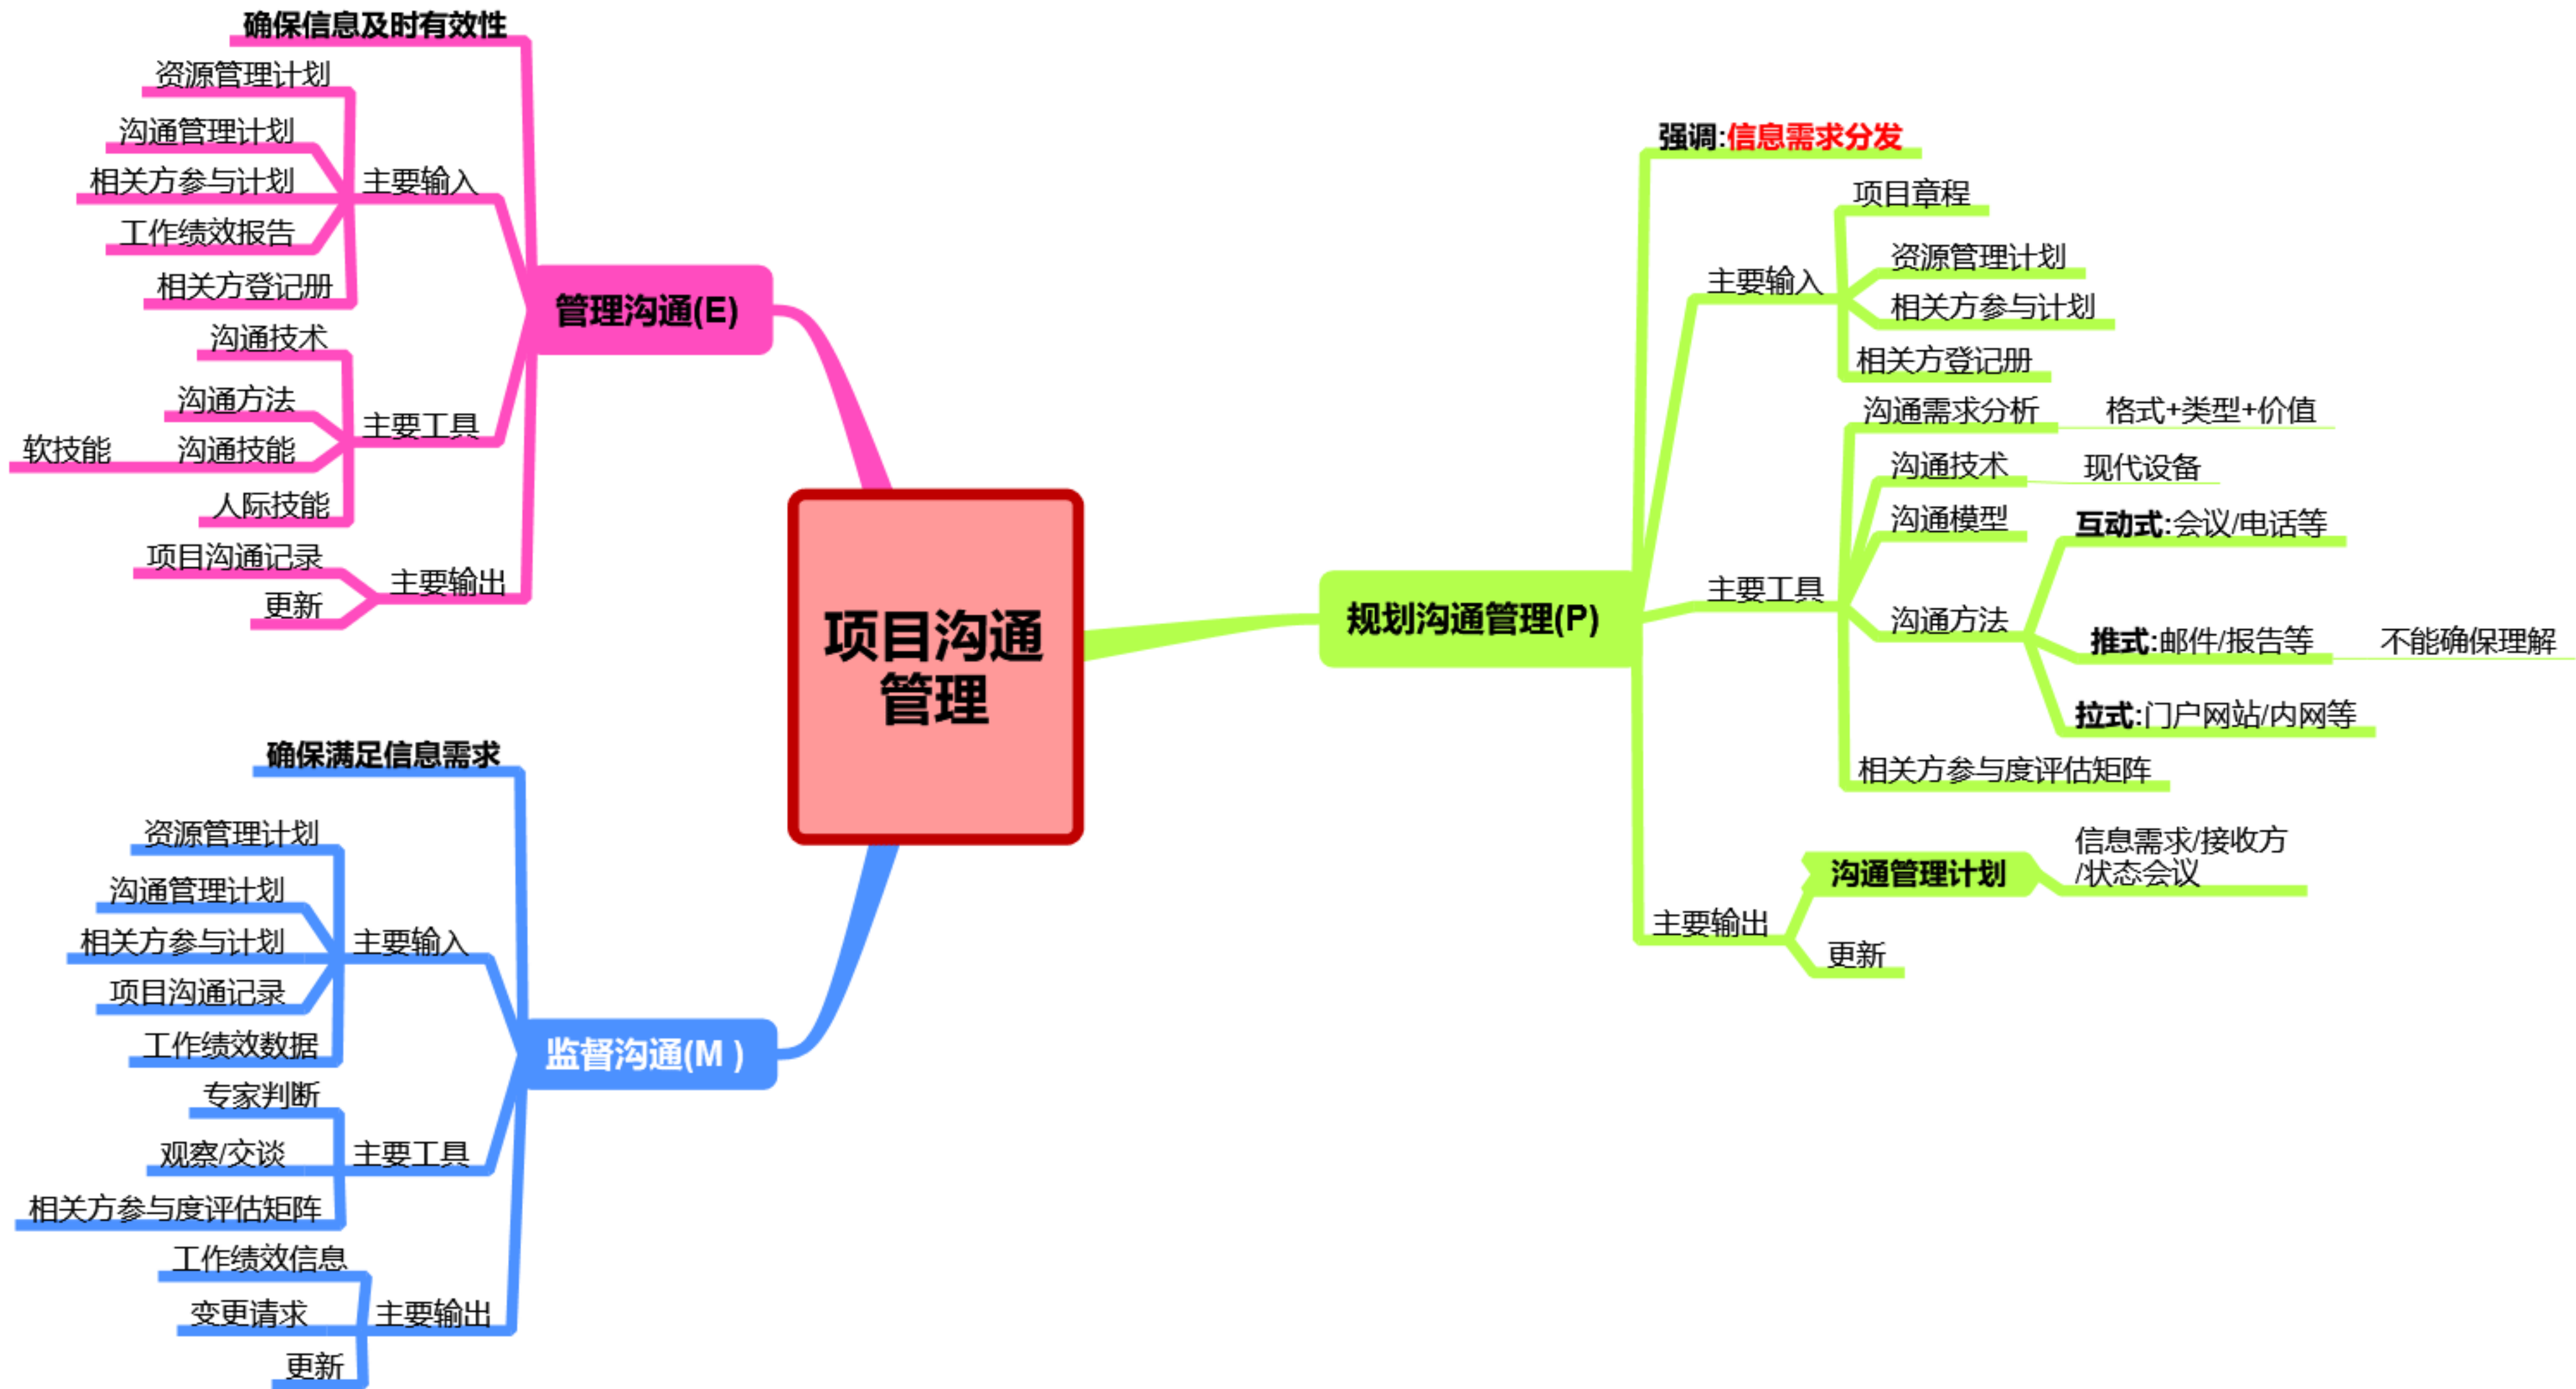 项目沟通
管理
规划沟通管理(P)
强调:信息需求分发
主要输入
项目章程
资源管理计划
相关方参与计划
相关方登记册
主要工具
沟通需求分析
格式+类型+价值
沟通技术
现代设备
沟通模型
沟通方法
互动式:会议/电话等
推式:邮件/报告等
不能确保理解
拉式:门户网站/内网等
相关方参与度评估矩阵
主要输出
沟通管理计划
信息需求/接收方
/状态会议
更新
管理沟通(E)
确保信息及时有效性
主要输入
资源管理计划
沟通管理计划
相关方参与计划
工作绩效报告
相关方登记册
主要工具
沟通技术
沟通方法
沟通技能
软技能
人际技能
主要输出
项目沟通记录
更新
监督沟通(M )
确保满足信息需求
主要输入
资源管理计划
沟通管理计划
相关方参与计划
项目沟通记录
工作绩效数据
主要工具
专家判断
观察/交谈
相关方参与度评估矩阵
主要输出
工作绩效信息
变更请求
更新